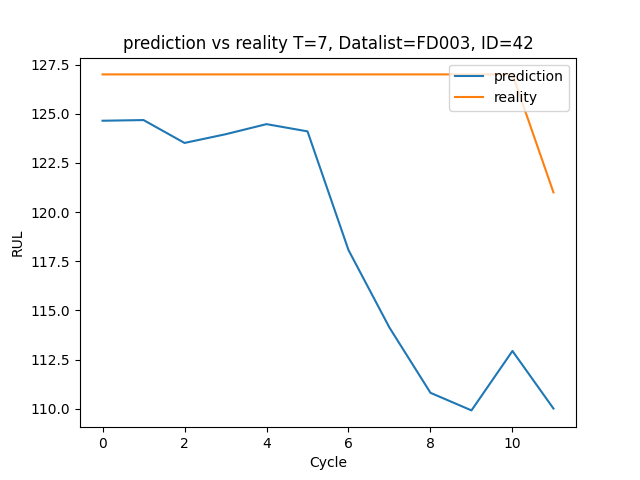 prediction vs reality T=7, Datalist=FD003, ID=42
127.5
125.0
122.5
120.0
117.5
115.0
112.5
110.0
RUL
prediction
reality
0 2 4 6 8 10
Cycle